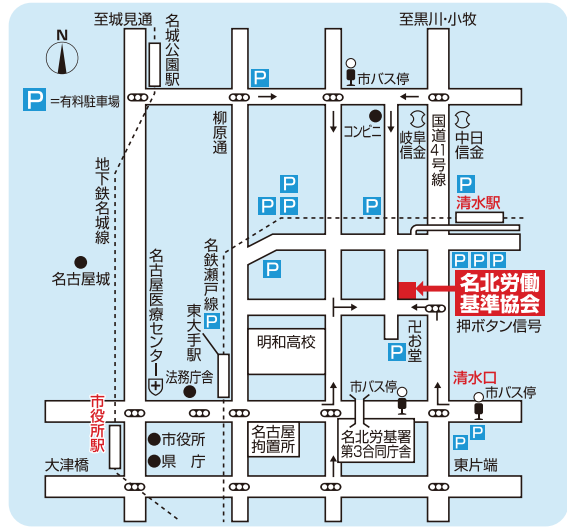 至城見通
名城公園駅
至黒川・小牧
N
P
市バス停
P
=有料駐車場
柳原通
コンビニ
岐阜信金
国道41号線
中日信金
地下鉄名城線
P
P
P
P
P
清水駅
名鉄瀬戸線
P
P
P
P
名古屋城
名古屋医療センター
名北労働
基準協会
P
東大手駅
押ボタン信号
卍お堂
明和高校
P
法務庁舎
清水口
市バス停
市バス停
市役所駅
名古屋
拘置所
名北労基署
第3合同庁舎
P
P
市役所
県 庁
大津橋
東片端